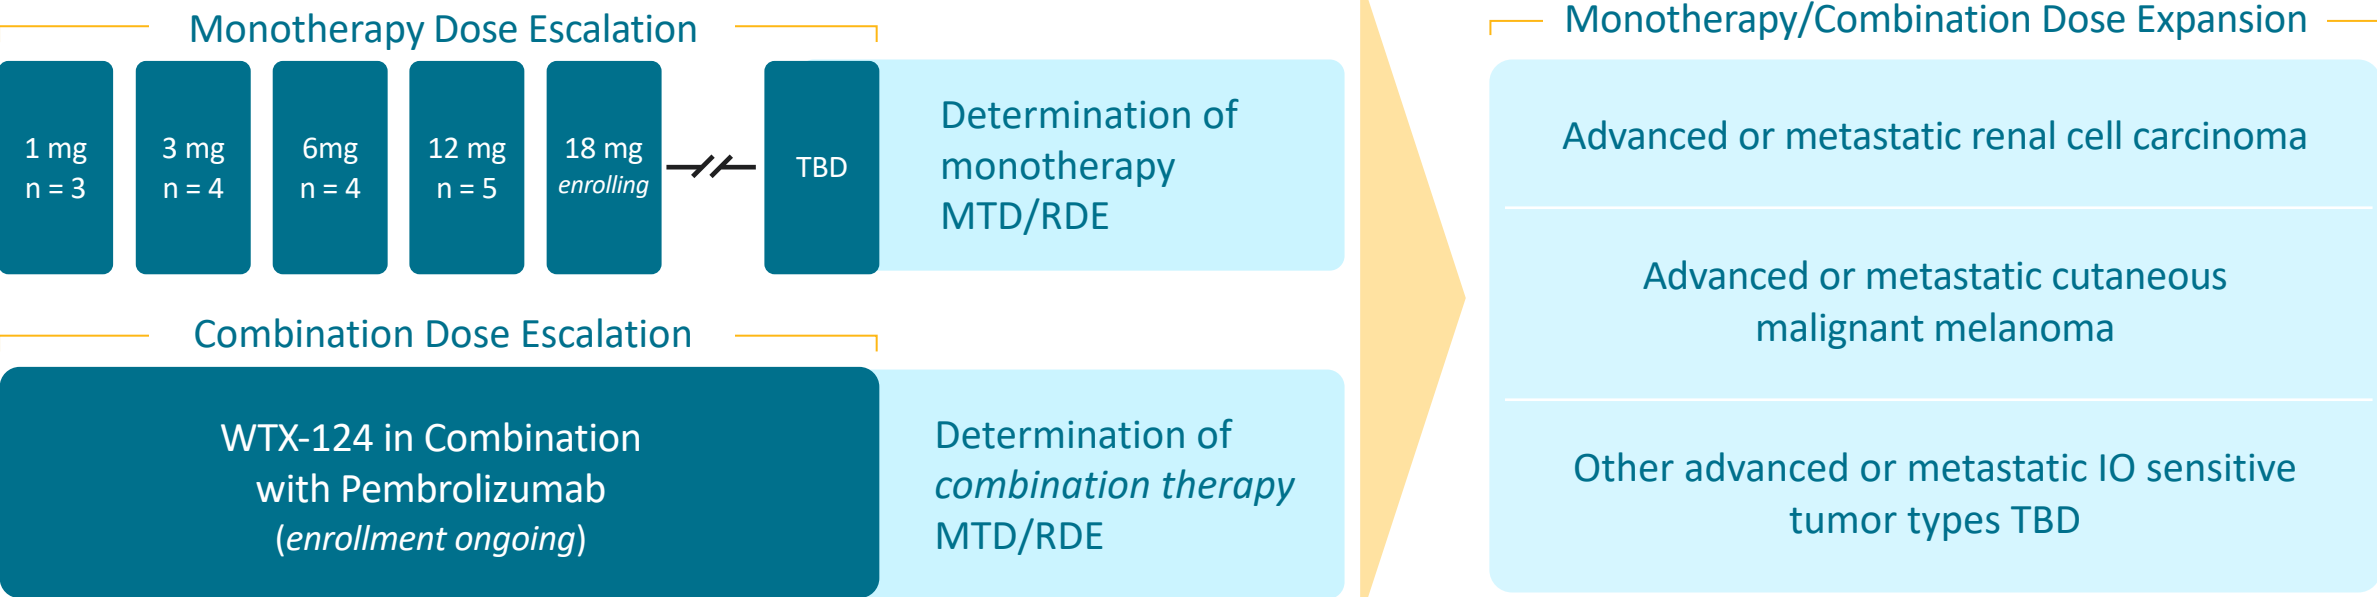 Monotherapy Dose Escalation
1 mg
n = 3
3 mg
n = 4
6mg
n = 4
12 mg
n = 5
18 mg
enrolling
TBD
Determination of
monotherapy
MTD/RDE
Combination Dose Escalation
WTX-124 in Combination
with Pembrolizumab
(enrollment ongoing)
Determination of
combination therapy
MTD/RDE
Monotherapy/Combination Dose Expansion
Advanced or metastatic renal cell carcinoma
Advanced or metastatic cutaneous
malignant melanoma
Other advanced or metastatic IO sensitive
tumor types TBD